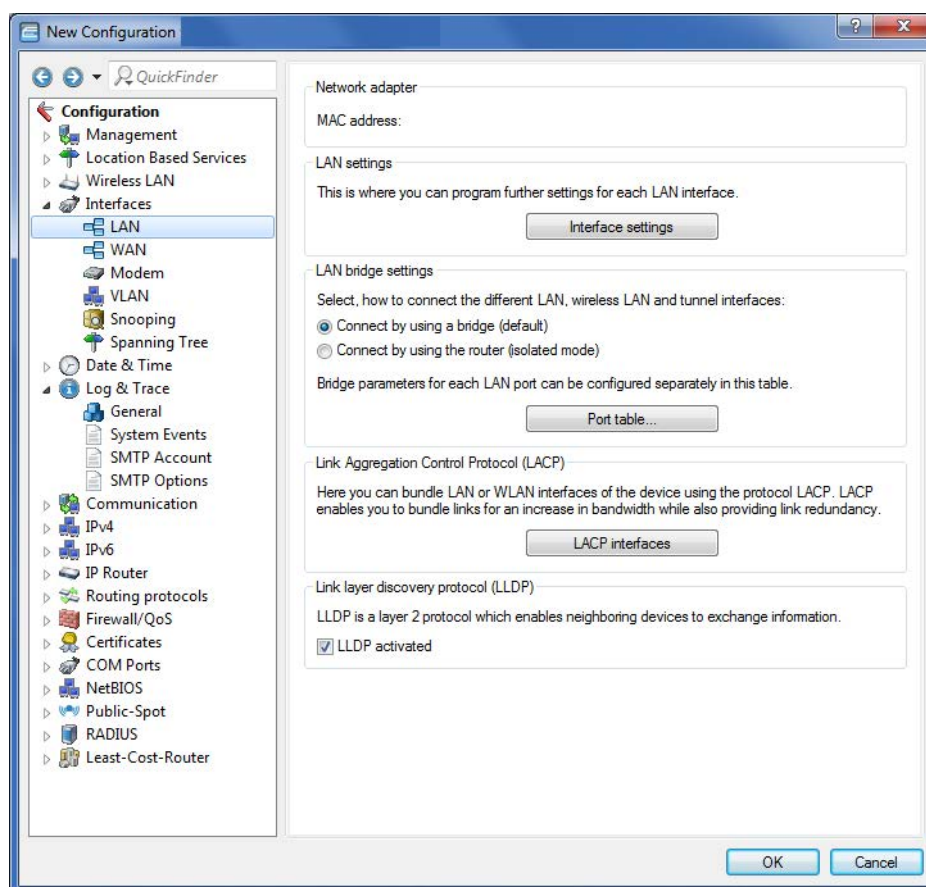 New Configuration
QuickFinder
Configuration
Management
Location Based Services
Wireless LAN
Interfaces
LAN
WAN
Modem
VLAN
Snooping
Spanning Tree
Date & Time
Log & Trace
General
System Events
SMTP Account
SMTP Options
Communication
IPv4
IPv6
IP Router
Routing protocols
Firewall/QoS
Certificates
COM Ports
NetBIOS
Public-Spot
RADIUS
Least-Cost-Router
Network adapter
MAC address:
LAN settings
This is where you can program further settings for each LAN interface.
Interface settings
LAN bridge settings
Select, how to connect the different LAN, wireless LAN and tunnel interfaces:
Connect by using a bridge (default)
Connect by using the router (isolated mode)
Bridge parameters for each LAN port can be configured separately in this table.
Port table...
Link Aggregation Control Protocol (LACP)
Here you can bundle LAN or WLAN interfaces of the device using the protocol LACP. LACP
enables you to bundle links for an increase in bandwidth while also providing link redundancy.
LACP interfaces
Link layer discovery protocol (LLDP)
LLDP is a layer 2 protocol which enables neighboring devices to exchange information.
LLDP activated
OK
Cancel